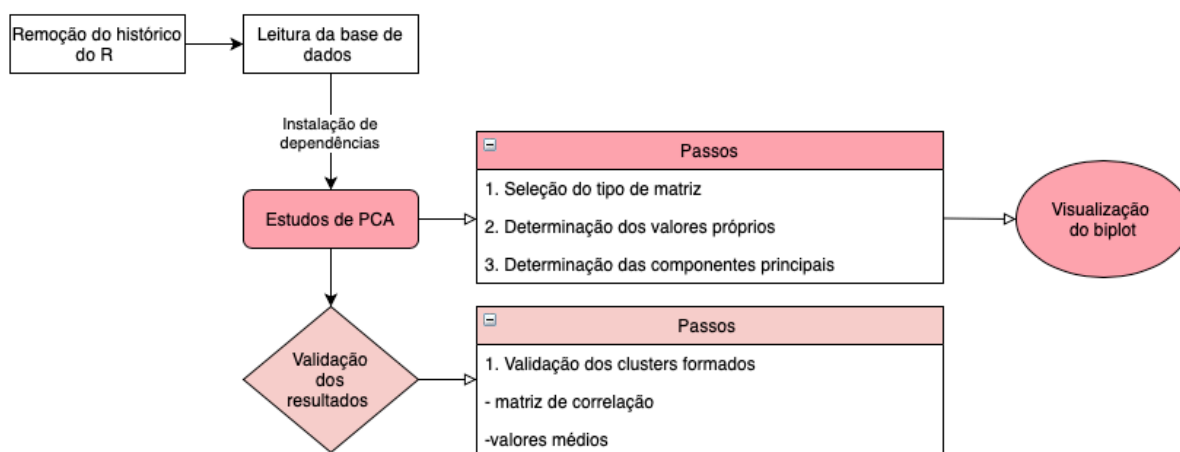 Remoção do histórico
do R
Leitura da base de
dados
Instalação de
dependências
Estudos de PCA
Passos
1. Seleção do tipo de matriz
2. Determinação dos valores próprios
3. Determinação das componentes principais
Visualização
do biplot
Validação
dos
resultados
Passos
1. Validação dos clusters formados
- matriz de correlação
-valores médios